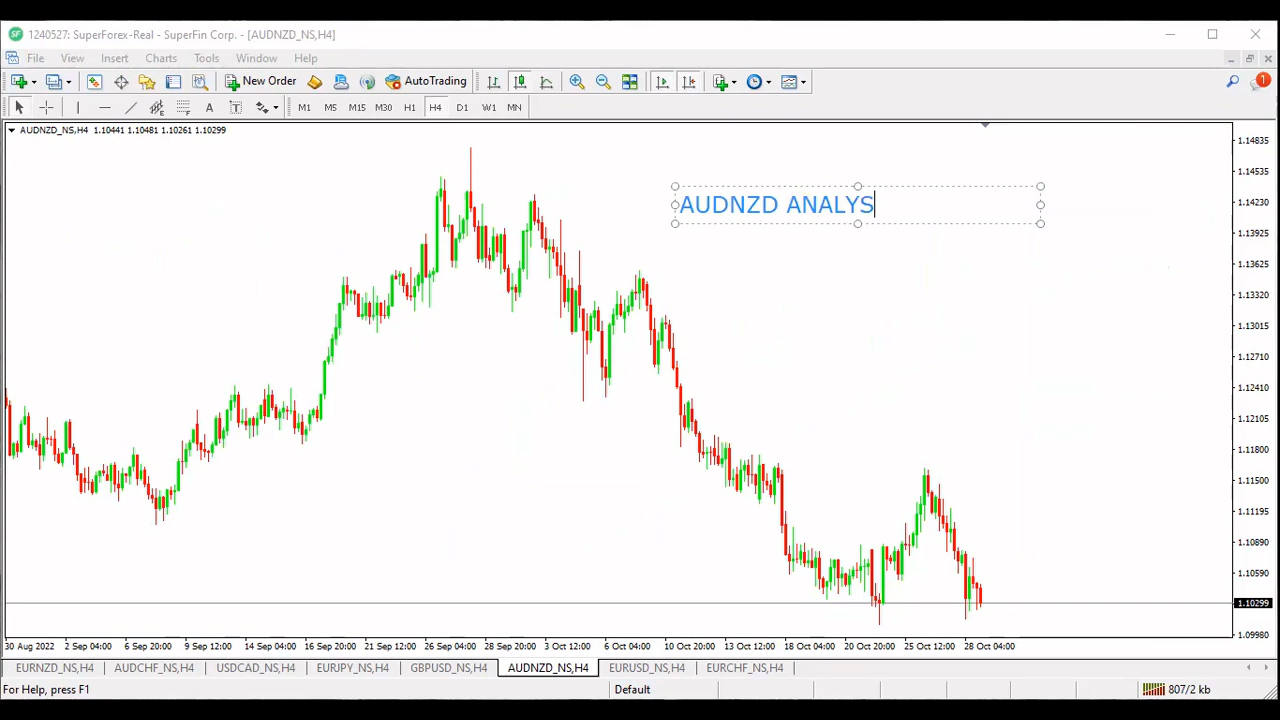 SF 1240527: SuperForex-Real - SuperFin Corp. - [AUDNZD_NS,H4]
File View Insert Charts Tools Window Help
New Order AutoTrading 1
A T M1 M5 M15 M30 H1 H4 D1 W1 MN
AUDNZD_NS,H4 1.10441 1.10481 1.10261 1.10299
AUDNZD ANALYS
1.14835
1.14535
1.14230
1.13925
1.13625
1.13320
1.13015
1.12710
1.12410
1.12105
1.11800
1.11500
1.11195
1.10890
1.10590
1.10299
1.09980
30 Aug 2022 2 Sep 04:00 6 Sep 20:00 9 Sep 12:00 14 Sep 04:00 16 Sep 20:00 21 Sep 12:00 26 Sep 04:00 28 Sep 20:00 3 Oct 12:00 6 Oct 04:00 10 Oct 20:00 13 Oct 12:00 18 Oct 04:00 20 Oct 20:00 25 Oct 12:00 28 Oct 04:00
EURNZD_NS,H4 AUDCHF_NS,H4 USDCAD_NS,H4 EURJPY_NS,H4 GBPUSD_NS,H4 AUDNZD_NS,H4 EURUSD_NS,H4 EURCHF_NS,H4
For Help, press F1 Default 807/2 kb